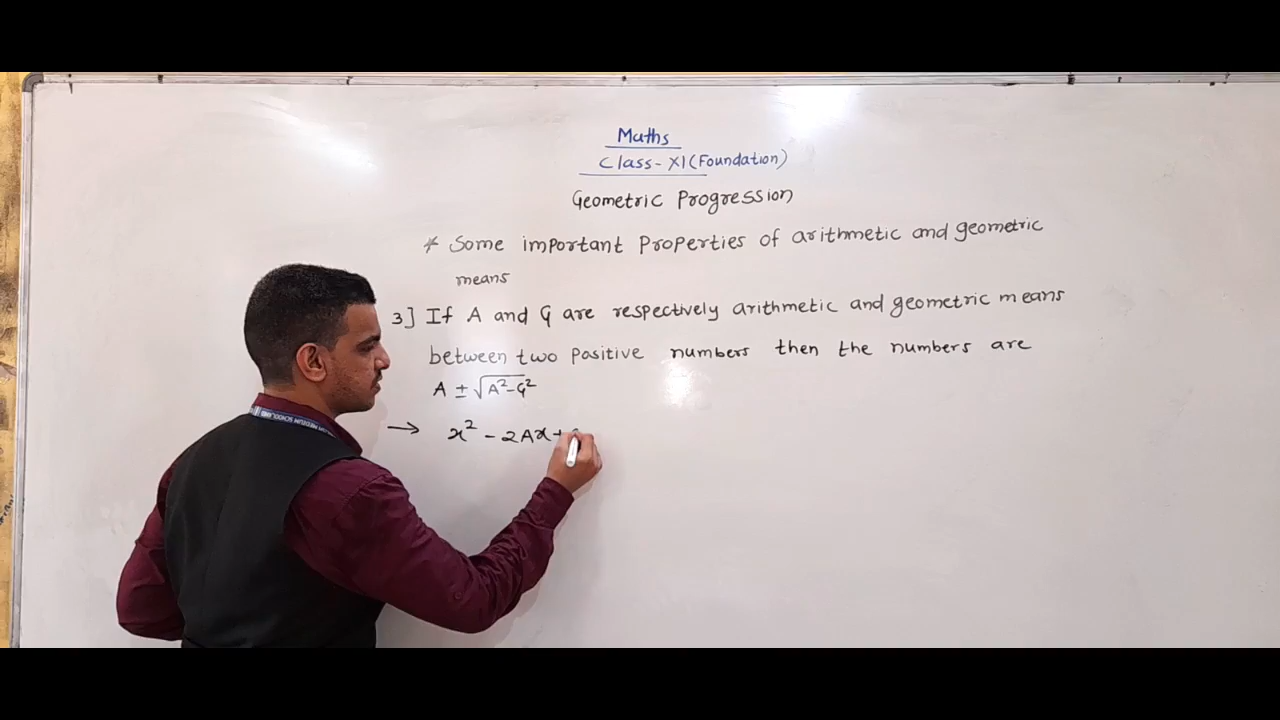 Maths
Class-XI(Foundation)
Geometric Progression
* Some important Properties of arithmetic and geometric
means
3] If A and G are respectively arithmetic and geometric means
between two Positive numbers then the numbers are
A ± √A²-G²
→ x² - 2Ax +